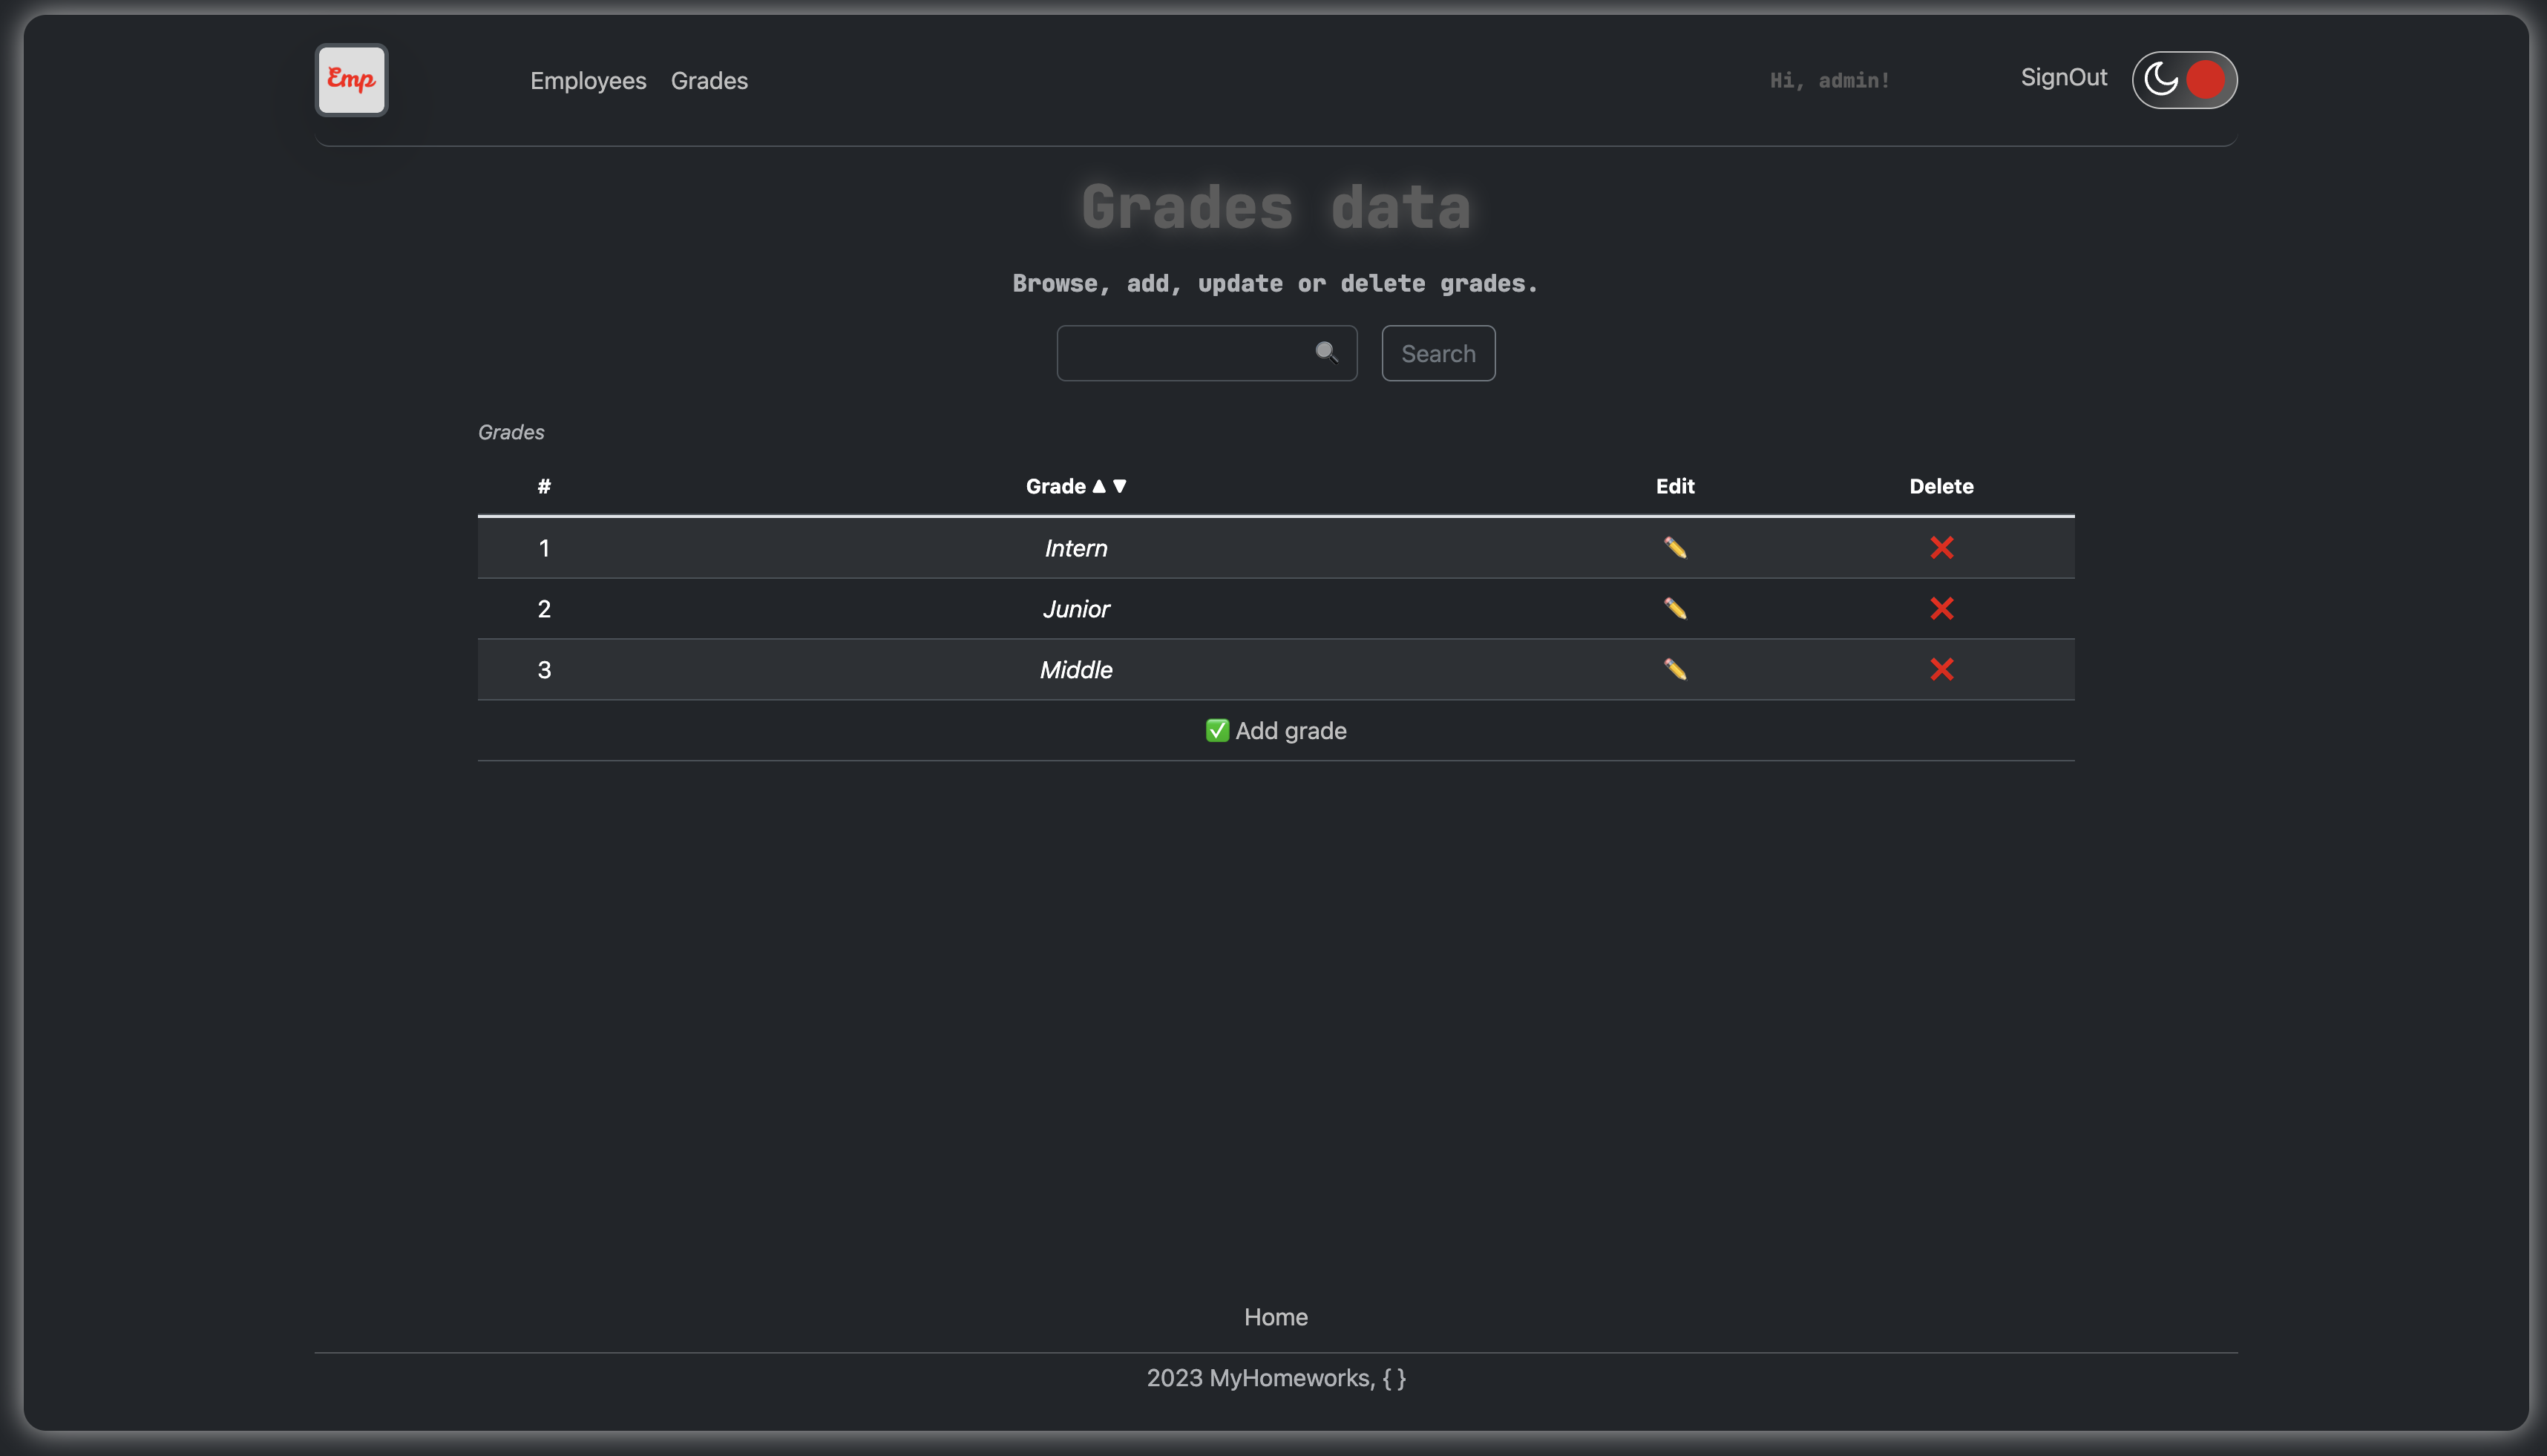 Emp
Employees Grades Hi, admin! SignOut
Grades data
Browse, add, update or delete grades.
Search
Grades
# Grade ▲ ▼ Edit Delete
1 Intern
2 Junior
3 Middle
Add grade
Home
2023 MyHomeworks, { }